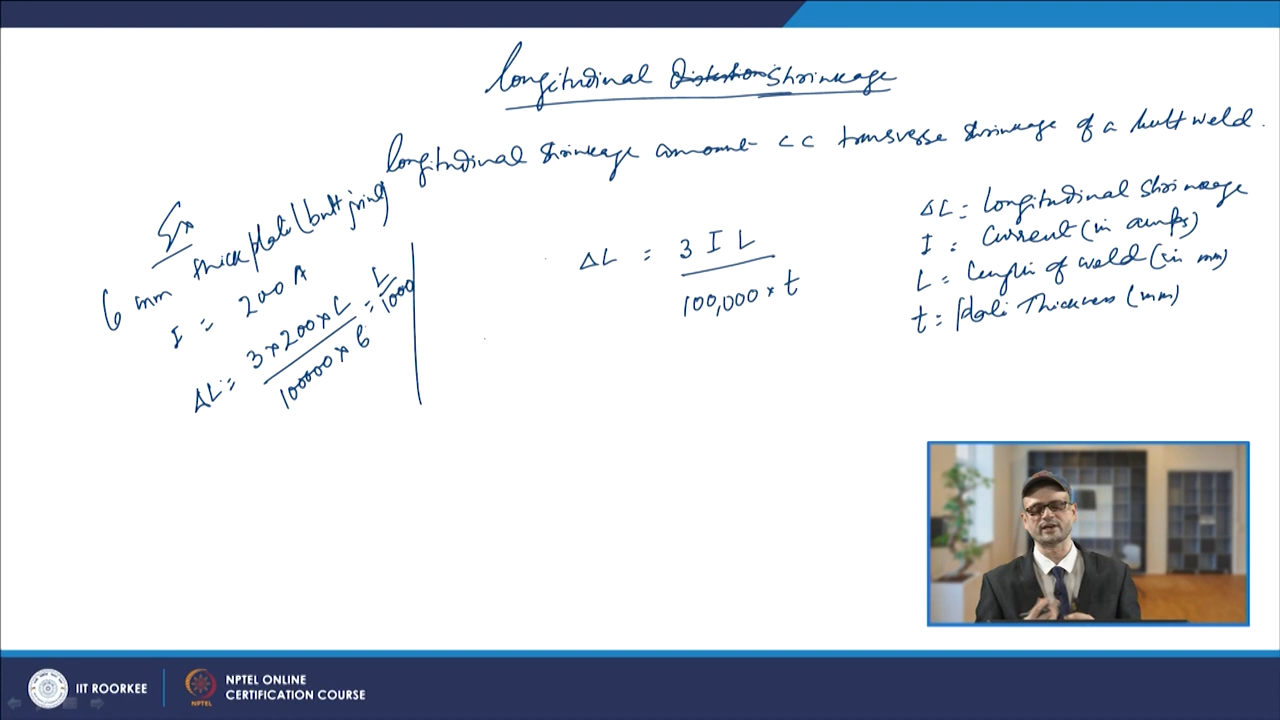 Longitudinal Distortion Shrinkage
Longitudinal Shrinkage amount << transverse shrinkage of a butt weld.
Ex
6 mm thick plate (butt joint)
I = 200 A
ΔL = 3 × 200 × L / 100000 × 6 = L / 1000
ΔL = 3 I L / 100,000 × t
ΔL = Longitudinal Shrinkage
I = Current (in amps)
L = length of weld (in mm)
t = plate Thickness (mm)
IIT ROORKEE
NPTEL ONLINE
CERTIFICATION COURSE
NPTEL